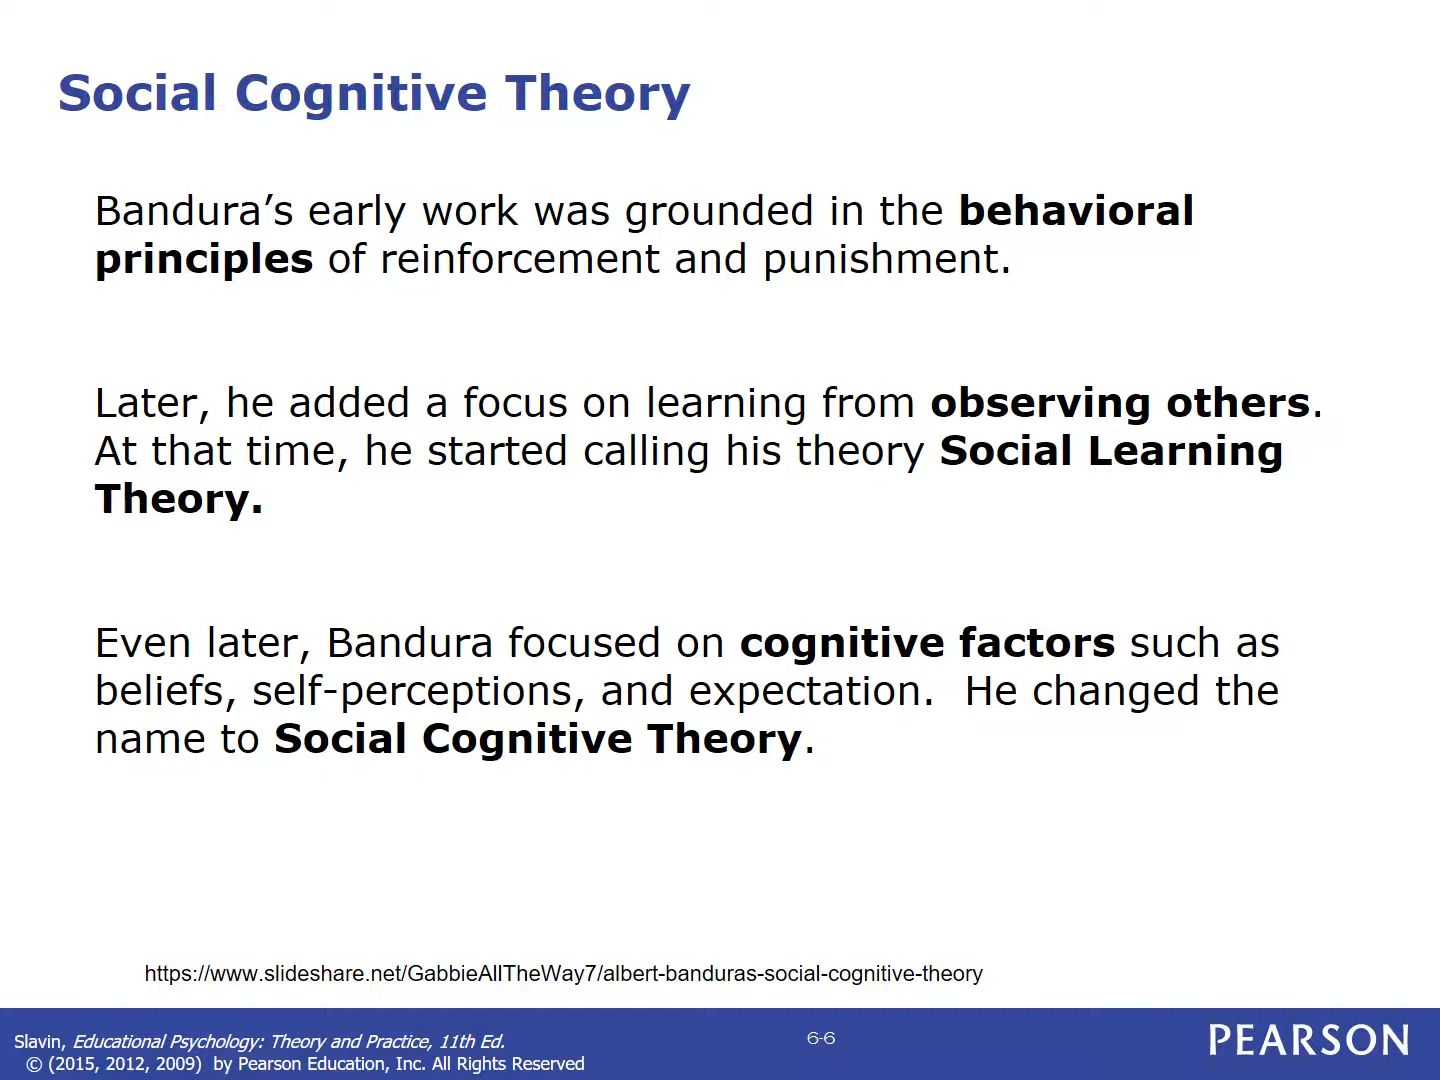 Social Cognitive Theory
Bandura’s early work was grounded in the behavioral
principles of reinforcement and punishment.
Later, he added a focus on learning from observing others.
At that time, he started calling his theory Social Learning
Theory.
Even later, Bandura focused on cognitive factors such as
beliefs, self-perceptions, and expectation.  He changed the
name to Social Cognitive Theory.
https://www.slideshare.net/GabbieAllTheWay7/albert-banduras-social-cognitive-theory
Slavin, Educational Psychology: Theory and Practice, 11th Ed.
© (2015, 2012, 2009)  by Pearson Education, Inc. All Rights Reserved
6-6
PEARSON